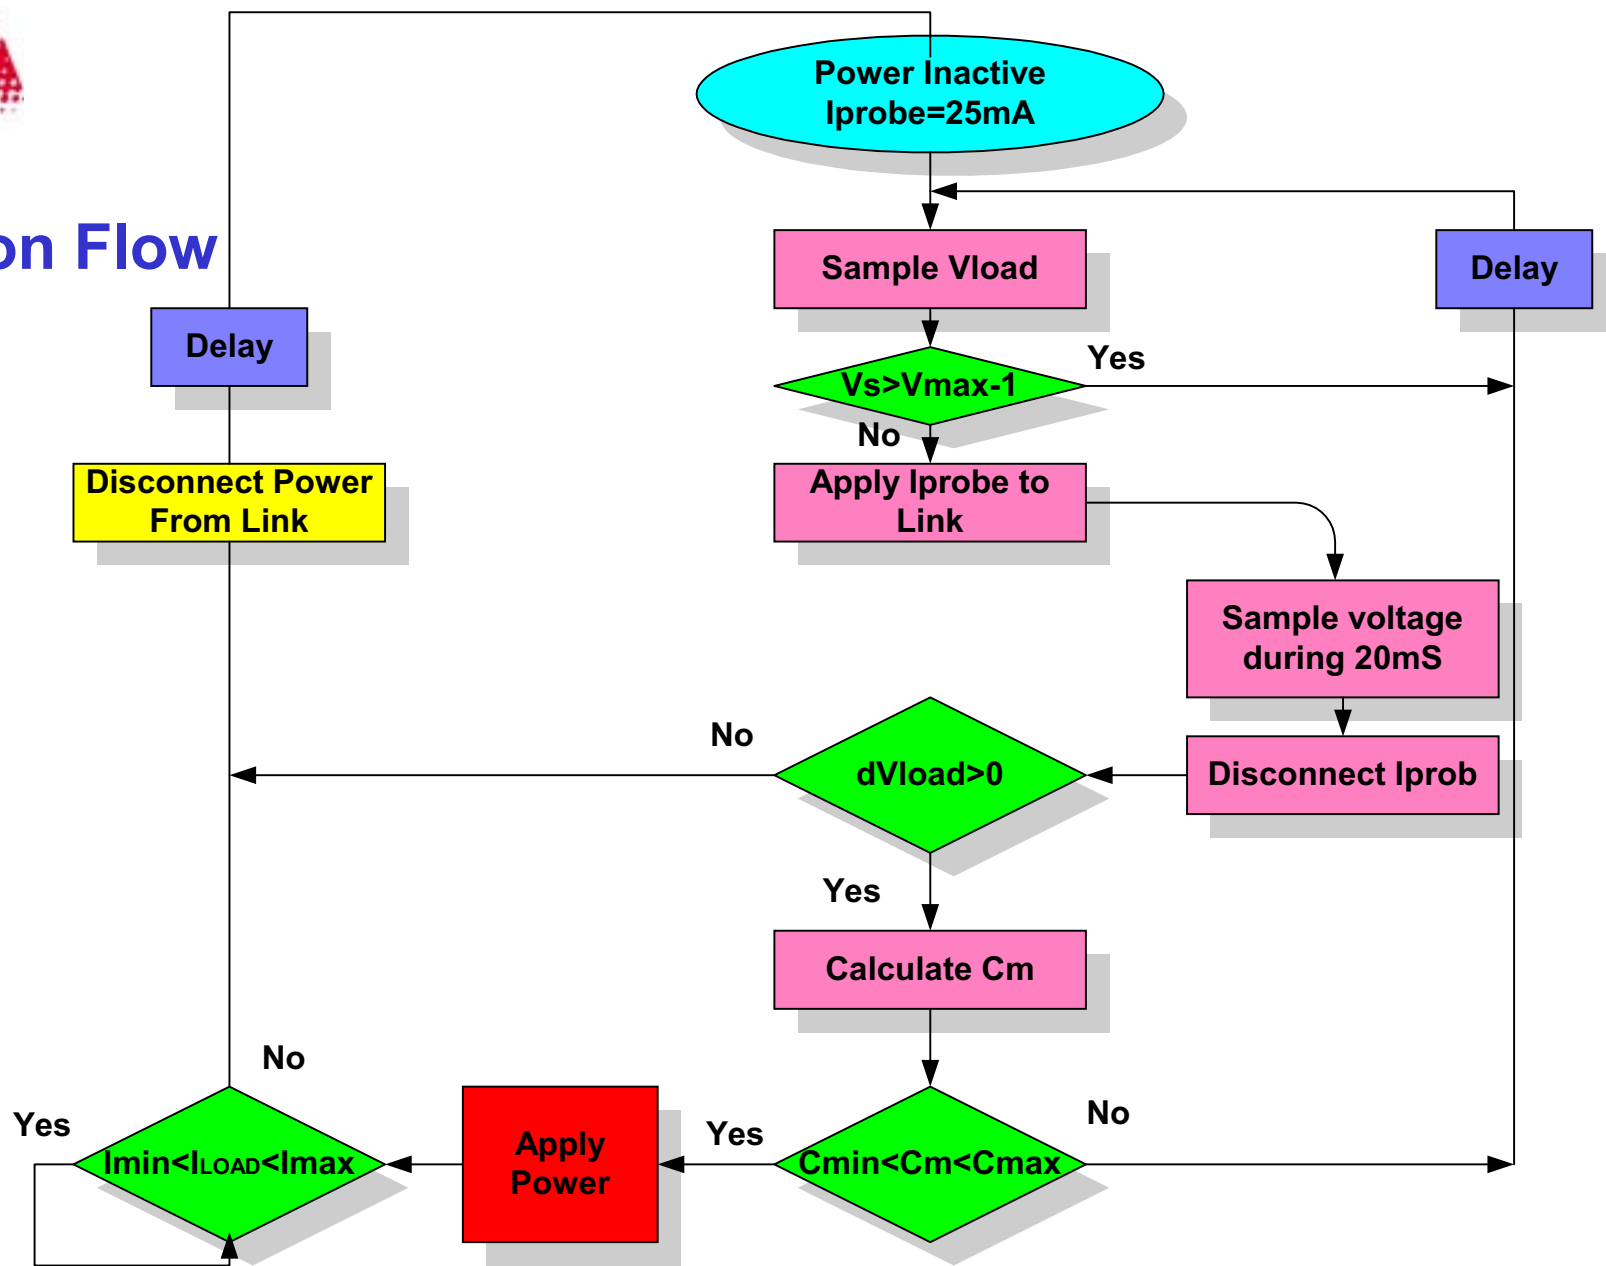 Power Inactive
Iprobe=25mA
on Flow
Sample Vload
Delay
Delay
Yes
Vs>Vmax-1
No
Disconnect Power
From Link
Apply Iprobe to
Link
Sample voltage
during 20mS
No
dVload>0
Disconnect Iprob
Yes
Calculate Cm
No
Yes
Imin<ILOAD<Imax
Apply
Power
Yes
Cmin<Cm<Cmax
No